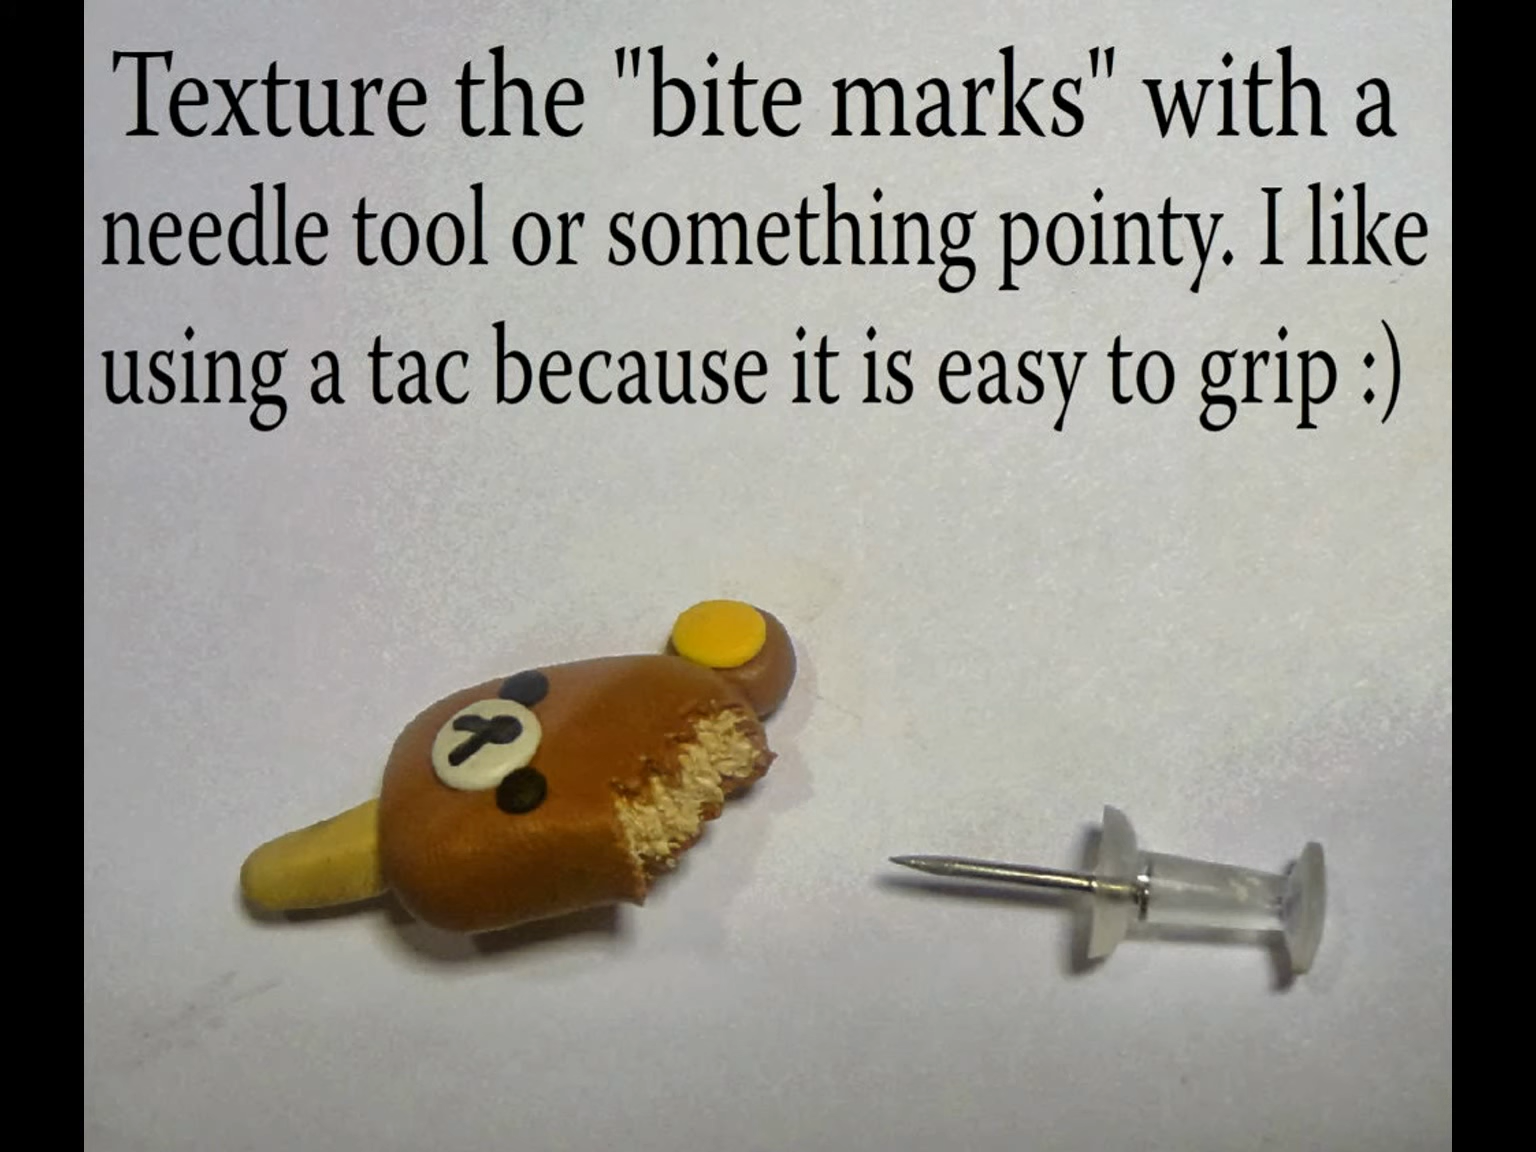 Texture the "bite marks" with a
needle tool or something pointy. I like
using a tac because it is easy to grip :)